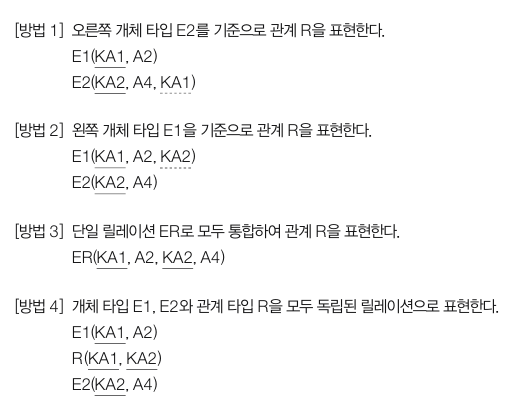 [방법 1] 오른쪽 개체 타입 E2를 기준으로 관계 R을 표현한다.
E1(KA1, A2)
E2(KA2, A4, KA1)
[방법 2] 왼쪽 개체 타입 E1을 기준으로 관계 R을 표현한다.
E1(KA1, A2, KA2)
E2(KA2, A4)
[방법 3] 단일 릴레이션 ER로 모두 통합하여 관계 R을 표현한다.
ER(KA1, A2, KA2, A4)
[방법 4] 개체 타입 E1, E2와 관계 타입 R을 모두 독립된 릴레이션으로 표현한다.
E1(KA1, A2)
R(KA1, KA2)
E2(KA2, A4)